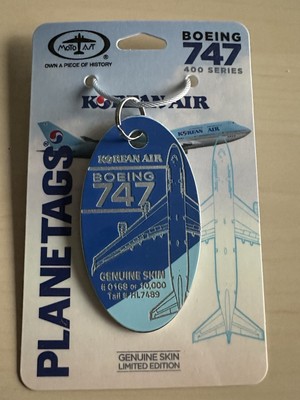 MOTOART
OWN A PIECE OF HISTORY
BOEING
747
400 SERIES
KOREAN AIR
PLANETAGS
KOREAN AIR
BOEING
747
GENUINE SKIN
# 0168 OF 10,000
Tail # HL7489
GENUINE SKIN
LIMITED EDITION